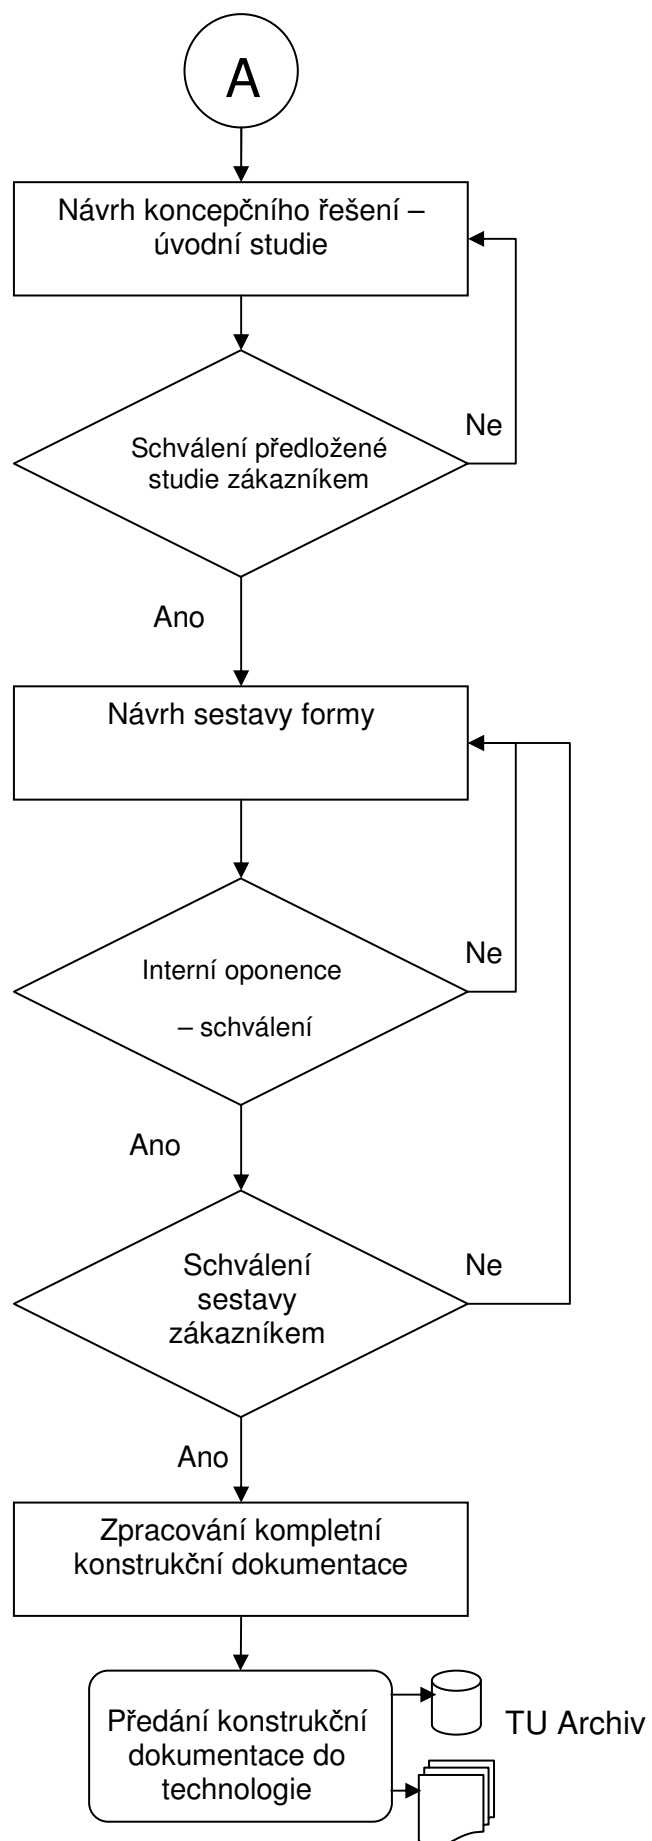 A
Návrh koncepčního řešení –
úvodní studie
Ne
Schválení předložené
studie zákazníkem
Ano
Návrh sestavy formy
Ne
Interní oponence
– schválení
Ano
Schválení
sestavy
zákazníkem
Ne
Ano
Zpracování kompletní
konstrukční dokumentace
Předání konstrukční
dokumentace do
technologie
TU Archiv